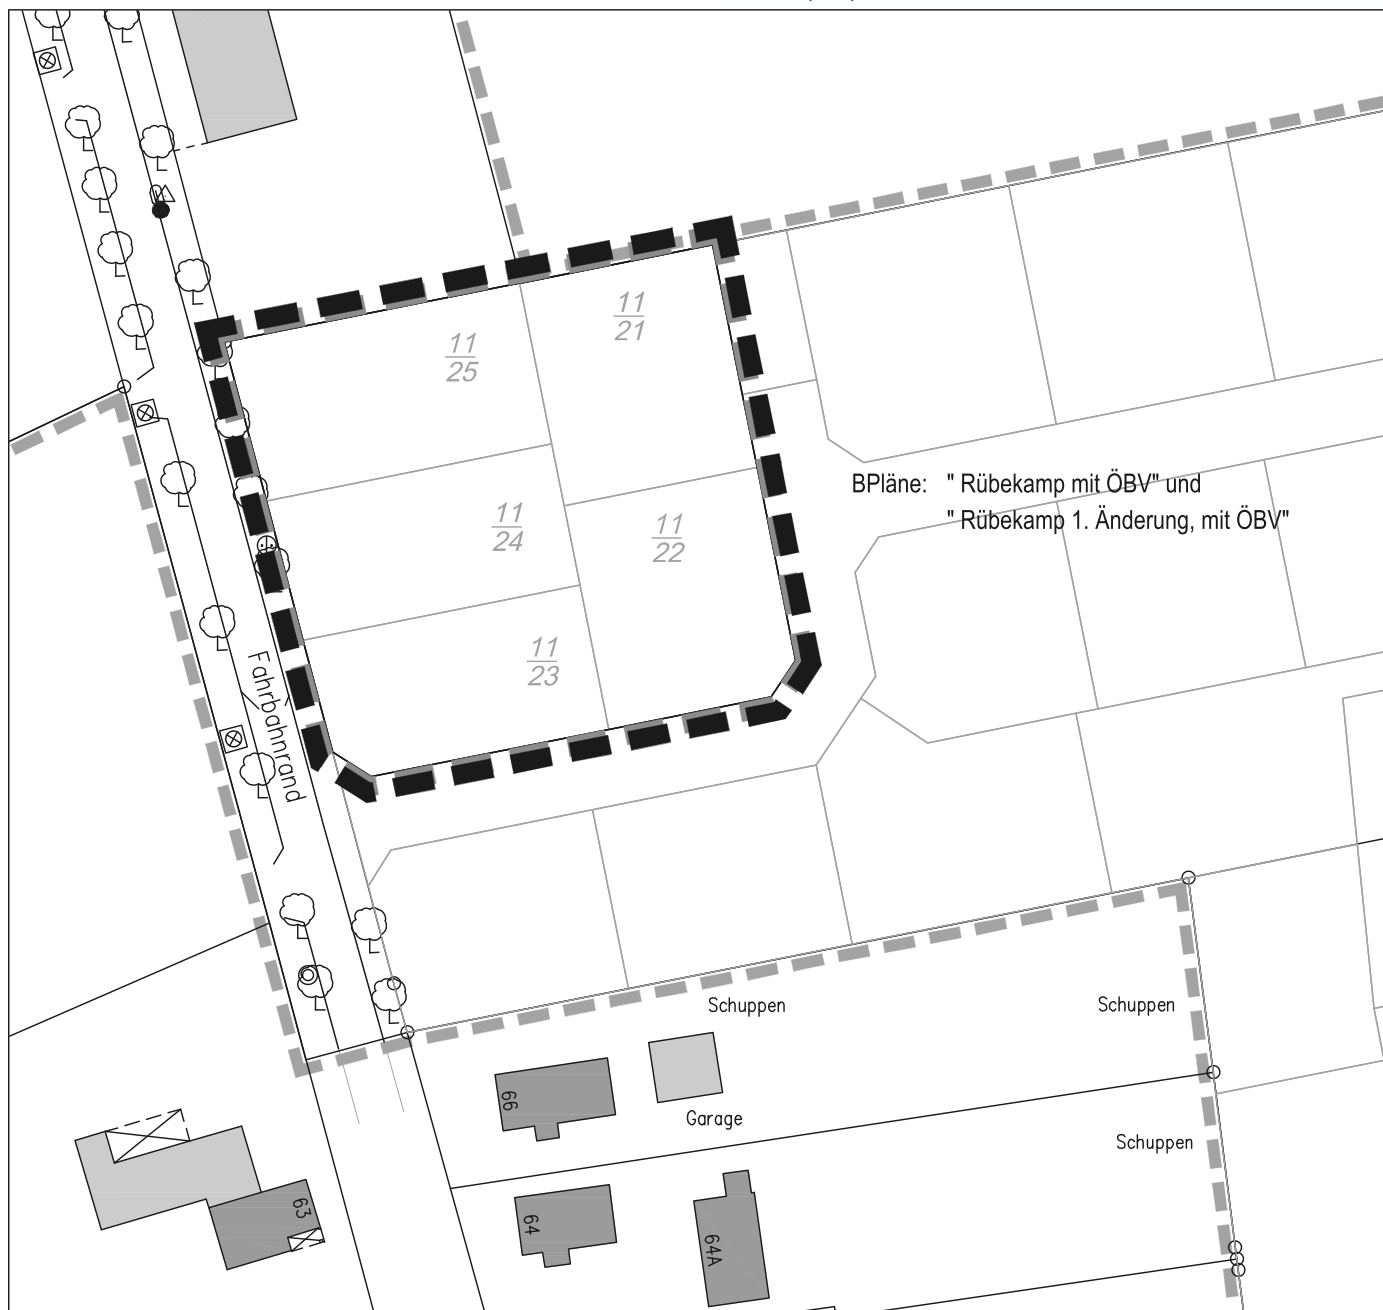 11
21
11
25
BPläne: " Rübekamp mit ÖBV" und
" Rübekamp 1. Änderung, mit ÖBV"
11
24
11
22
11
23
Fahrbahnrand
Schuppen
Schuppen
66
Garage
Schuppen
63
64
64A